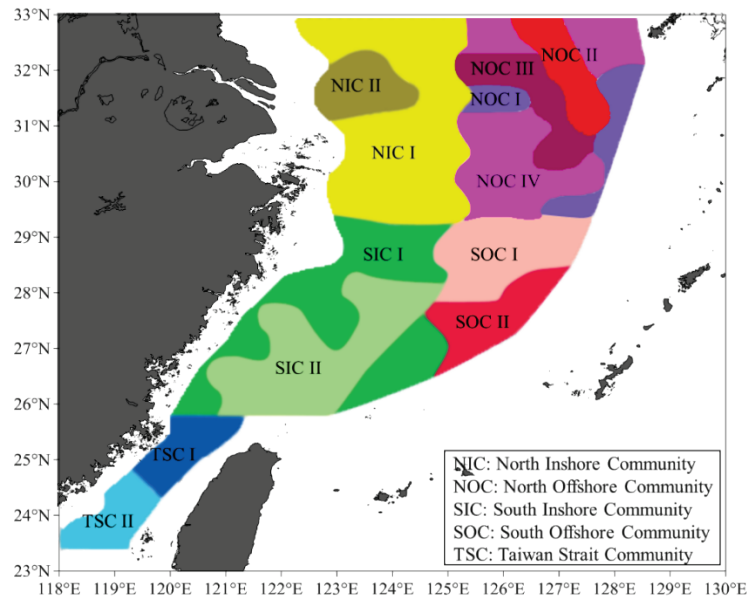 33°N
32°N
31°N
30°N
29°N
28°N
27°N
26°N
25°N
24°N
23°N
NOC II
NOC III
NIC II
NOC I
NIC I
NOC IV
SIC I
SOC I
SOC II
SIC II
TSC I
TSC II
NIC: North Inshore Community
NOC: North Offshore Community
SIC: South Inshore Community
SOC: South Offshore Community
TSC: Taiwan Strait Community
118°E 119°E 120°E 121°E 122°E 123°E 124°E 125°E 126°E 127°E 128°E 129°E 130°E